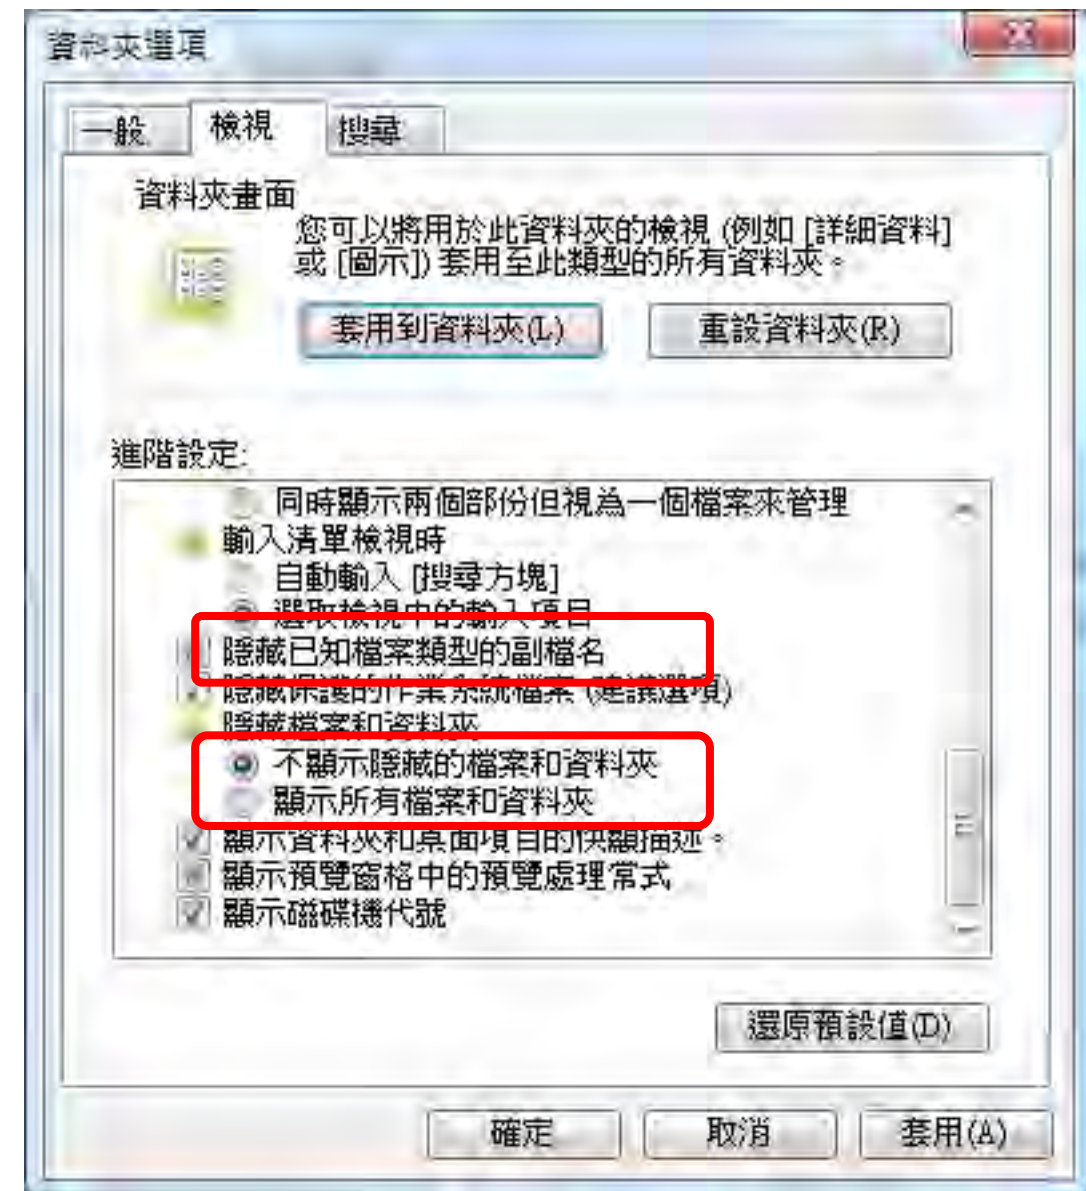 資料夾選項
一般
檢視
搜尋
資料夾畫面
您可以將用於此資料夾的檢視 (例如 [詳細資料]
或 [圖示]) 套用至此類型的所有資料夾。
套用到資料夾(L)
重設資料夾(R)
進階設定:
同時顯示兩個部份但視為一個檔案來管理
輸入清單檢視時
自動輸入 [搜尋方塊]
選取檢視中的輸入項目
隱藏已知檔案類型的副檔名
隱藏保護的作業系統檔案 (建議選項)
隱藏檔案和資料夾
不顯示隱藏的檔案和資料夾
顯示所有檔案和資料夾
顯示資料夾和桌面項目的快顯描述。
顯示預覽窗格中的預覽處理常式
顯示磁碟機代號
還原預設值(D)
確定
取消
套用(A)